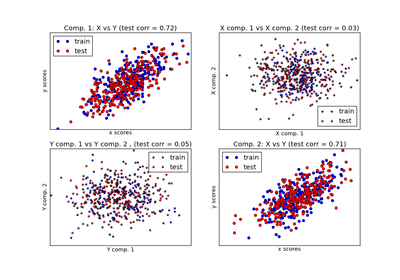 Comp. 1: X vs Y (test corr = 0.72)
train
test
y scores
x scores
X comp. 1 vs X comp. 2 (test corr = 0.03)
X comp. 2
train
test
X comp. 1
Y comp. 1 vs Y comp. 2 , (test corr = 0.05)
train
test
Y comp. 2
Y comp. 1
Comp. 2: X vs Y (test corr = 0.71)
train
test
y scores
x scores